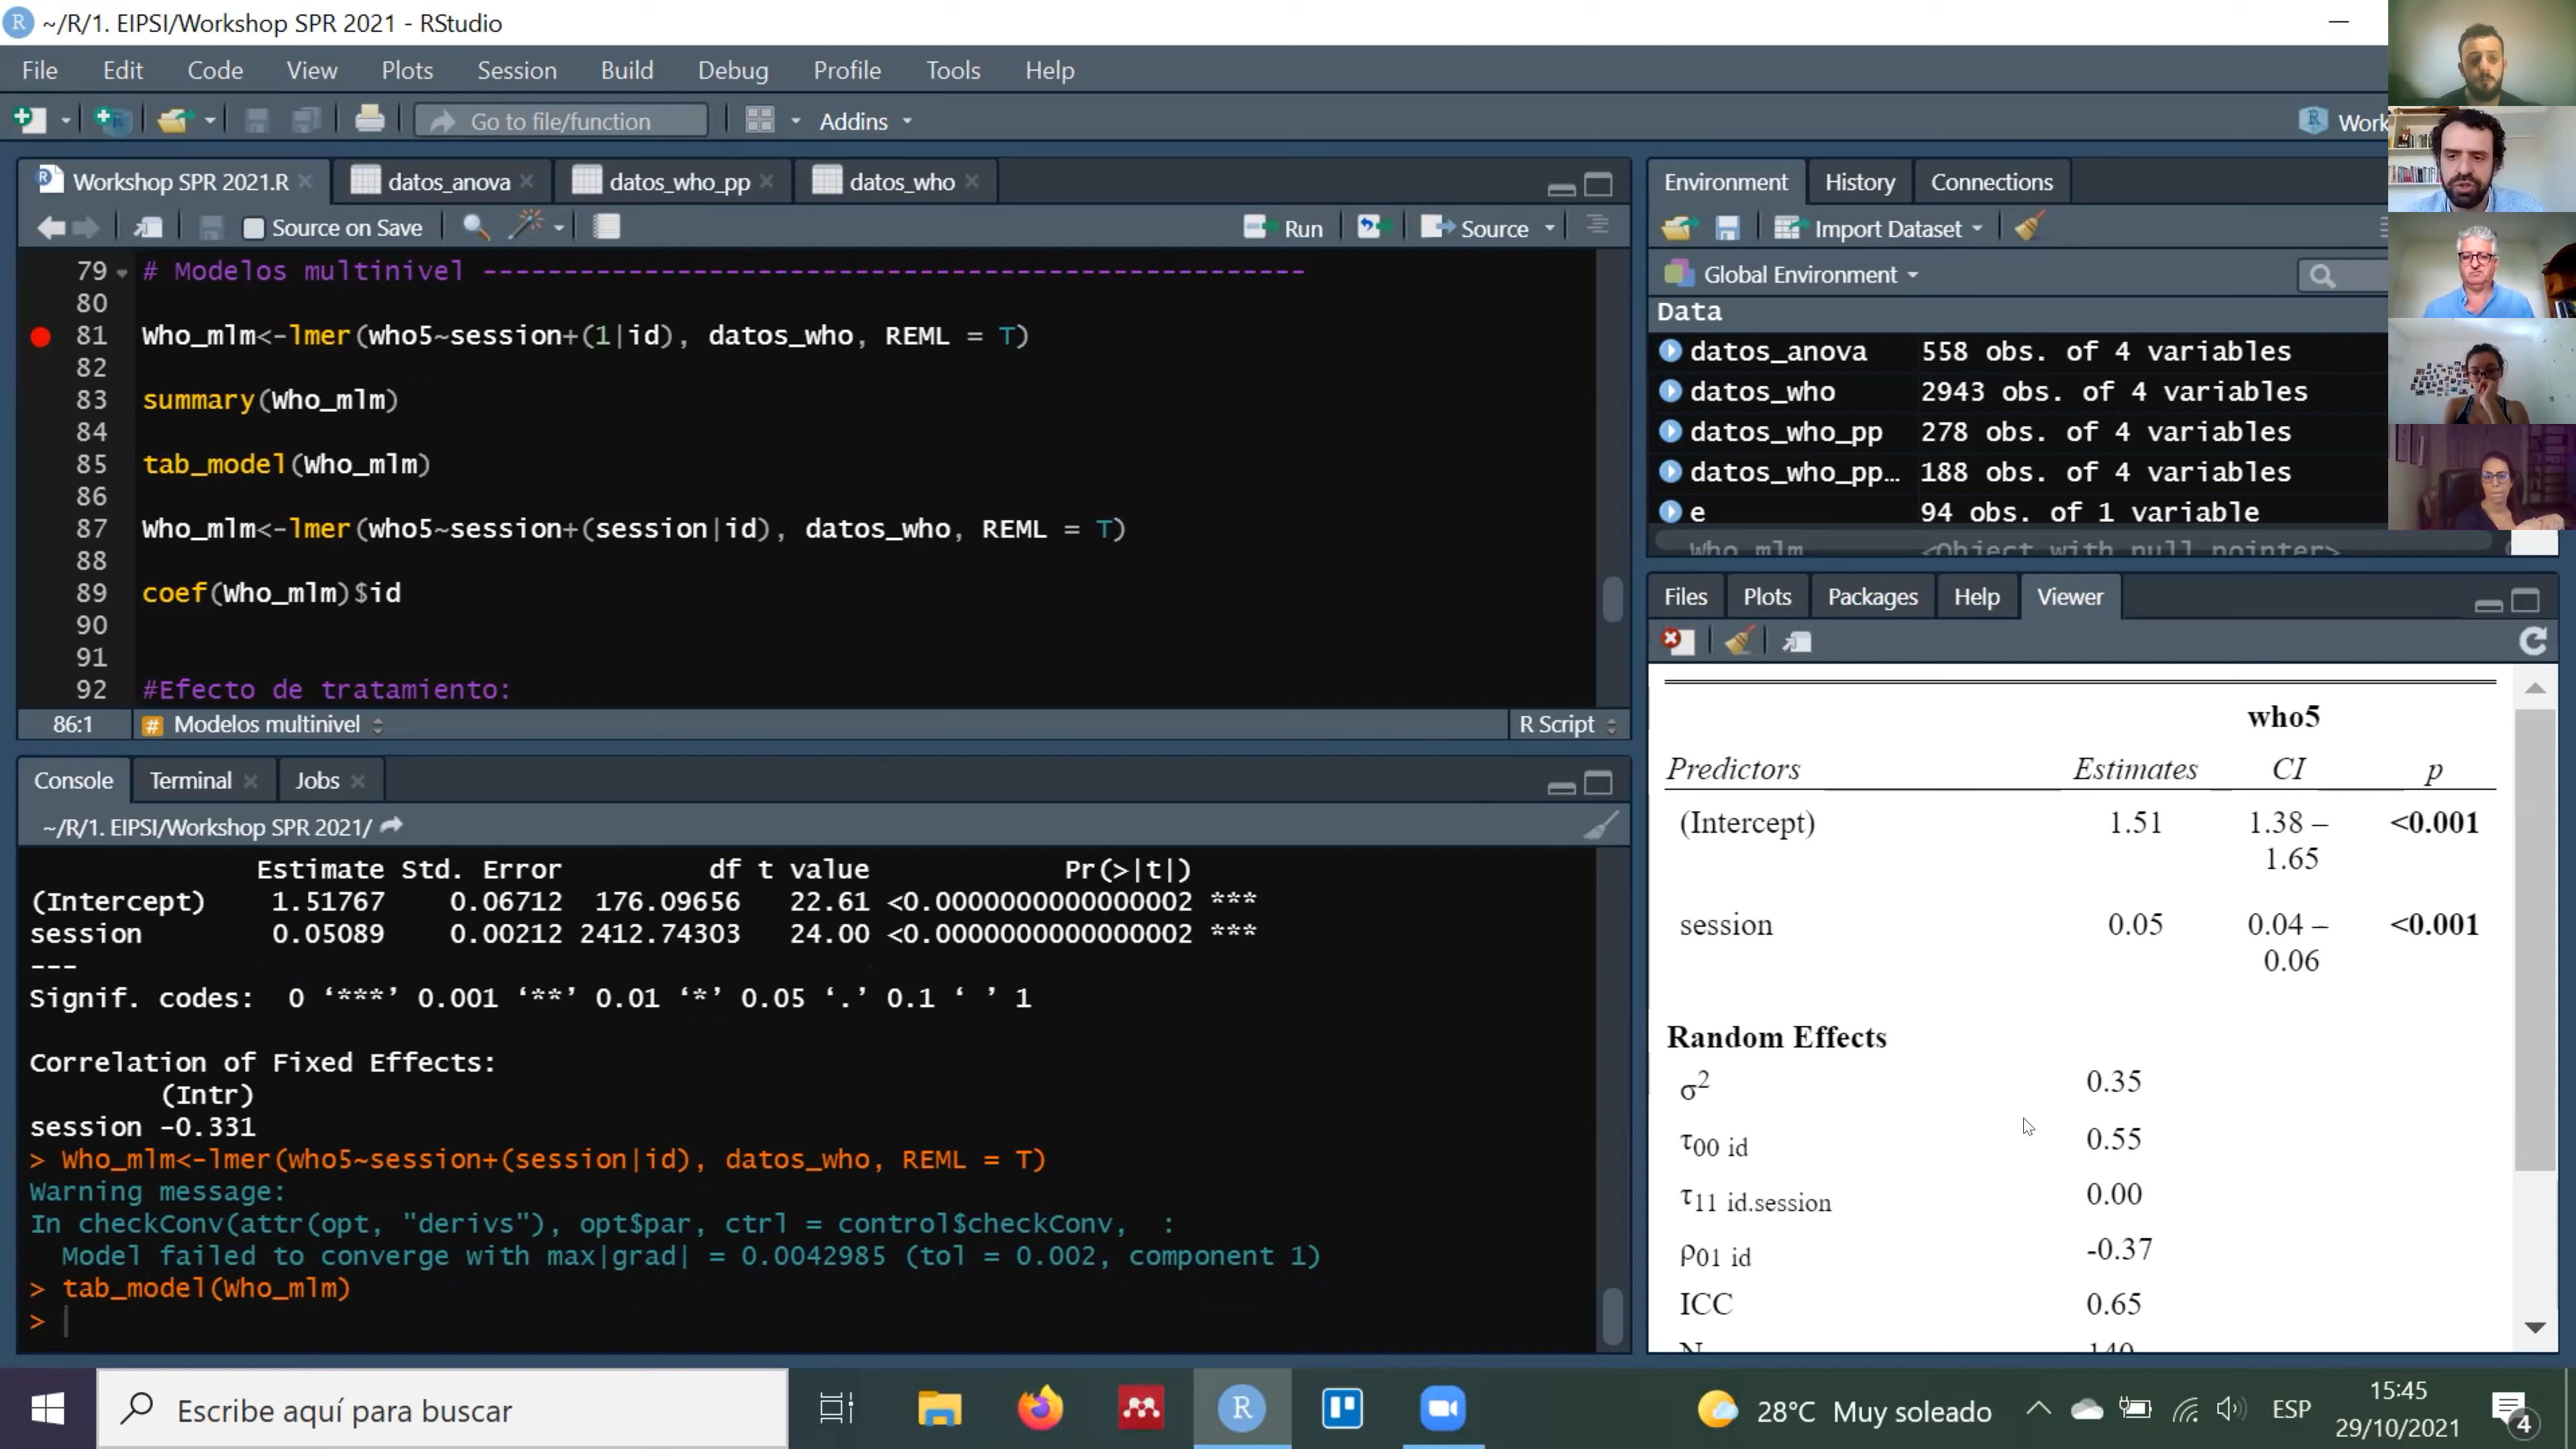 ~/R/1. EIPSI/Workshop SPR 2021 - RStudio
File Edit Code View Plots Session Build Debug Profile Tools Help
Go to file/function Addins Work
Workshop SPR 2021.R datos_anova datos_who_pp datos_who
Source on Save Run Source
79 # Modelos multinivel ----------------------------------------------------
80
81 Who_mlm<-lmer(who5~session+(1|id), datos_who, REML = T)
82
83 summary(Who_mlm)
84
85 tab_model(Who_mlm)
86
87 Who_mlm<-lmer(who5~session+(session|id), datos_who, REML = T)
88
89 coef(Who_mlm)$id
90
91
92 #Efecto de tratamiento:
86:1 # Modelos multinivel R Script
Console Terminal Jobs
~/R/1. EIPSI/Workshop SPR 2021/
Estimate Std. Error df t value Pr(>|t|)
(Intercept) 1.51767 0.06712 176.09656 22.61 <0.0000000000000002 ***
session 0.05089 0.00212 2412.74303 24.00 <0.0000000000000002 ***
---
Signif. codes: 0 ‘***’ 0.001 ‘**’ 0.01 ‘*’ 0.05 ‘.’ 0.1 ‘ ’ 1
Correlation of Fixed Effects:
(Intr)
session -0.331
> Who_mlm<-lmer(who5~session+(session|id), datos_who, REML = T)
Warning message:
In checkConv(attr(opt, "derivs"), opt$par, ctrl = control$checkConv, :
Model failed to converge with max|grad| = 0.0042985 (tol = 0.002, component 1)
> tab_model(Who_mlm)
>
Environment History Connections
Import Dataset
Global Environment
Data
datos_anova 558 obs. of 4 variables
datos_who 2943 obs. of 4 variables
datos_who_pp 278 obs. of 4 variables
datos_who_pp… 188 obs. of 4 variables
e 94 obs. of 1 variable
Who_mlm <Object with null pointer>
Files Plots Packages Help Viewer
who5
Predictors Estimates CI p
(Intercept) 1.51 1.38 – <0.001
1.65
session 0.05 0.04 – <0.001
0.06
Random Effects
σ2 0.35
τ00 id 0.55
τ11 id.session 0.00
ρ01 id -0.37
ICC 0.65
N 140
Escribe aquí para buscar
28°C Muy soleado
ESP
15:45
29/10/2021
4